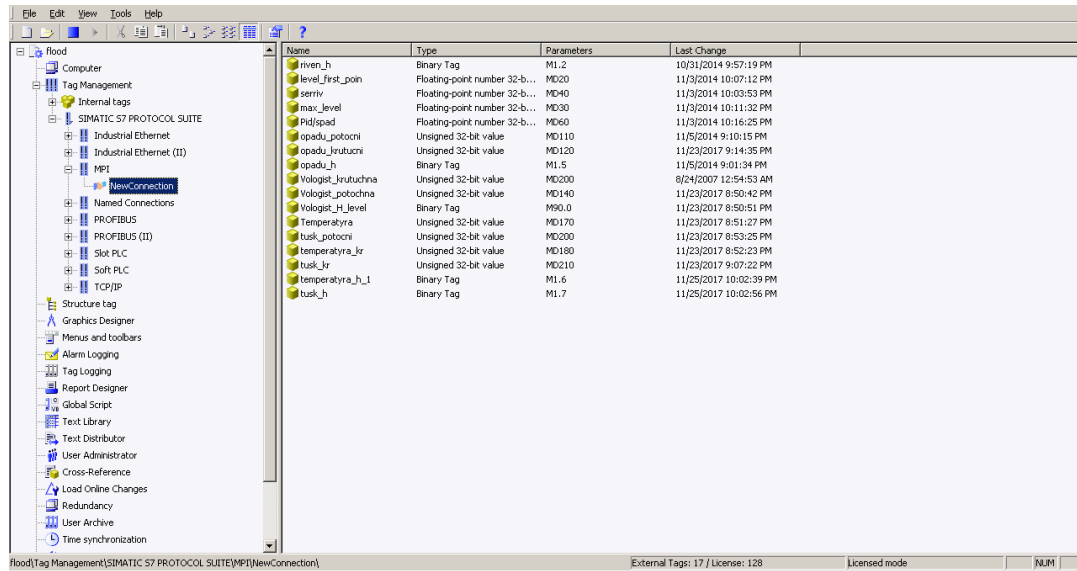 File Edit View Tools Help
flood
Computer
Tag Management
Internal tags
SIMATIC S7 PROTOCOL SUITE
Industrial Ethernet
Industrial Ethernet (II)
MPI
NewConnection
Named Connections
PROFIBUS
PROFIBUS (II)
Slot PLC
Soft PLC
TCP/IP
Structure tag
Graphics Designer
Menus and toolbars
Alarm Logging
Tag Logging
Report Designer
Global Script
Text Library
Text Distributor
User Administrator
Cross-Reference
Load Online Changes
Redundancy
User Archive
Time synchronization
Name Type Parameters Last Change
riven_h Binary Tag M1.2 10/31/2014 9:57:19 PM
level_first_poin Floating-point number 32-b... MD20 11/3/2014 10:07:12 PM
serriv Floating-point number 32-b... MD40 11/3/2014 10:03:53 PM
max_level Floating-point number 32-b... MD30 11/3/2014 10:11:32 PM
Pid/spad Floating-point number 32-b... MD60 11/3/2014 10:16:25 PM
opadu_potocni Unsigned 32-bit value MD110 11/5/2014 9:10:15 PM
opadu_krutucni Unsigned 32-bit value MD120 11/23/2017 9:14:35 PM
opadu_h Binary Tag M1.5 11/5/2014 9:01:34 PM
Vologist_krutuchna Unsigned 32-bit value MD200 8/24/2007 12:54:53 AM
Vologist_potochna Unsigned 32-bit value MD140 11/23/2017 8:50:42 PM
Vologist_H_level Binary Tag M90.0 11/23/2017 8:50:51 PM
Temperatyra Unsigned 32-bit value MD170 11/23/2017 8:51:27 PM
tusk_potocni Unsigned 32-bit value MD200 11/23/2017 8:53:25 PM
temperatyra_kr Unsigned 32-bit value MD180 11/23/2017 8:52:23 PM
tusk_kr Unsigned 32-bit value MD210 11/23/2017 9:07:22 PM
temperatyra_h_1 Binary Tag M1.6 11/25/2017 10:02:39 PM
tusk_h Binary Tag M1.7 11/25/2017 10:02:56 PM
flood\Tag Management\SIMATIC S7 PROTOCOL SUITE\MPI\NewConnection\ External Tags: 17 / License: 128 Licensed mode NUM